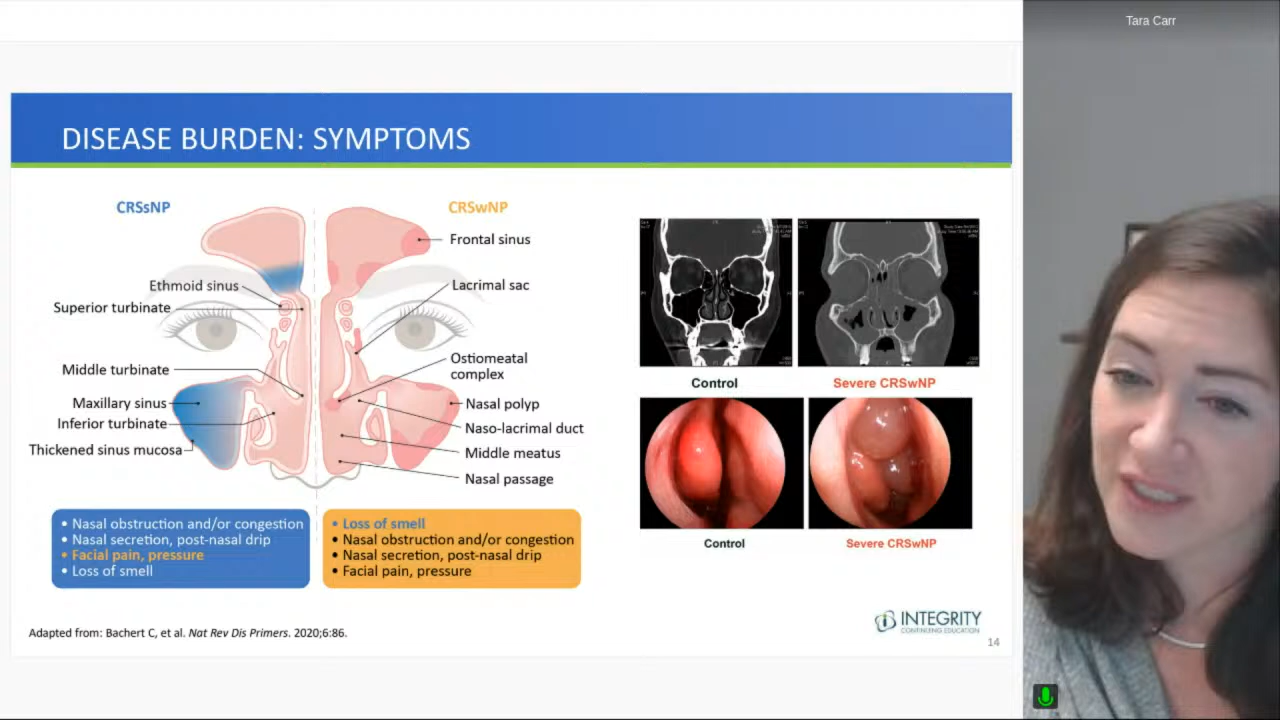 Tara Carr
DISEASE BURDEN: SYMPTOMS
CRSsNP
CRSwNP
Frontal sinus
Ethmoid sinus
Lacrimal sac
Superior turbinate
Ostiomeatal
complex
Middle turbinate
Maxillary sinus
Nasal polyp
Inferior turbinate
Naso-lacrimal duct
Thickened sinus mucosa
Middle meatus
Nasal passage
• Nasal obstruction and/or congestion
• Nasal secretion, post-nasal drip
• Facial pain, pressure
• Loss of smell
• Loss of smell
• Nasal obstruction and/or congestion
• Nasal secretion, post-nasal drip
• Facial pain, pressure
Control
Severe CRSwNP
Control
Severe CRSwNP
Adapted from: Bachert C, et al. Nat Rev Dis Primers. 2020;6:86.
INTEGRITY
CONTINUING EDUCATION
14